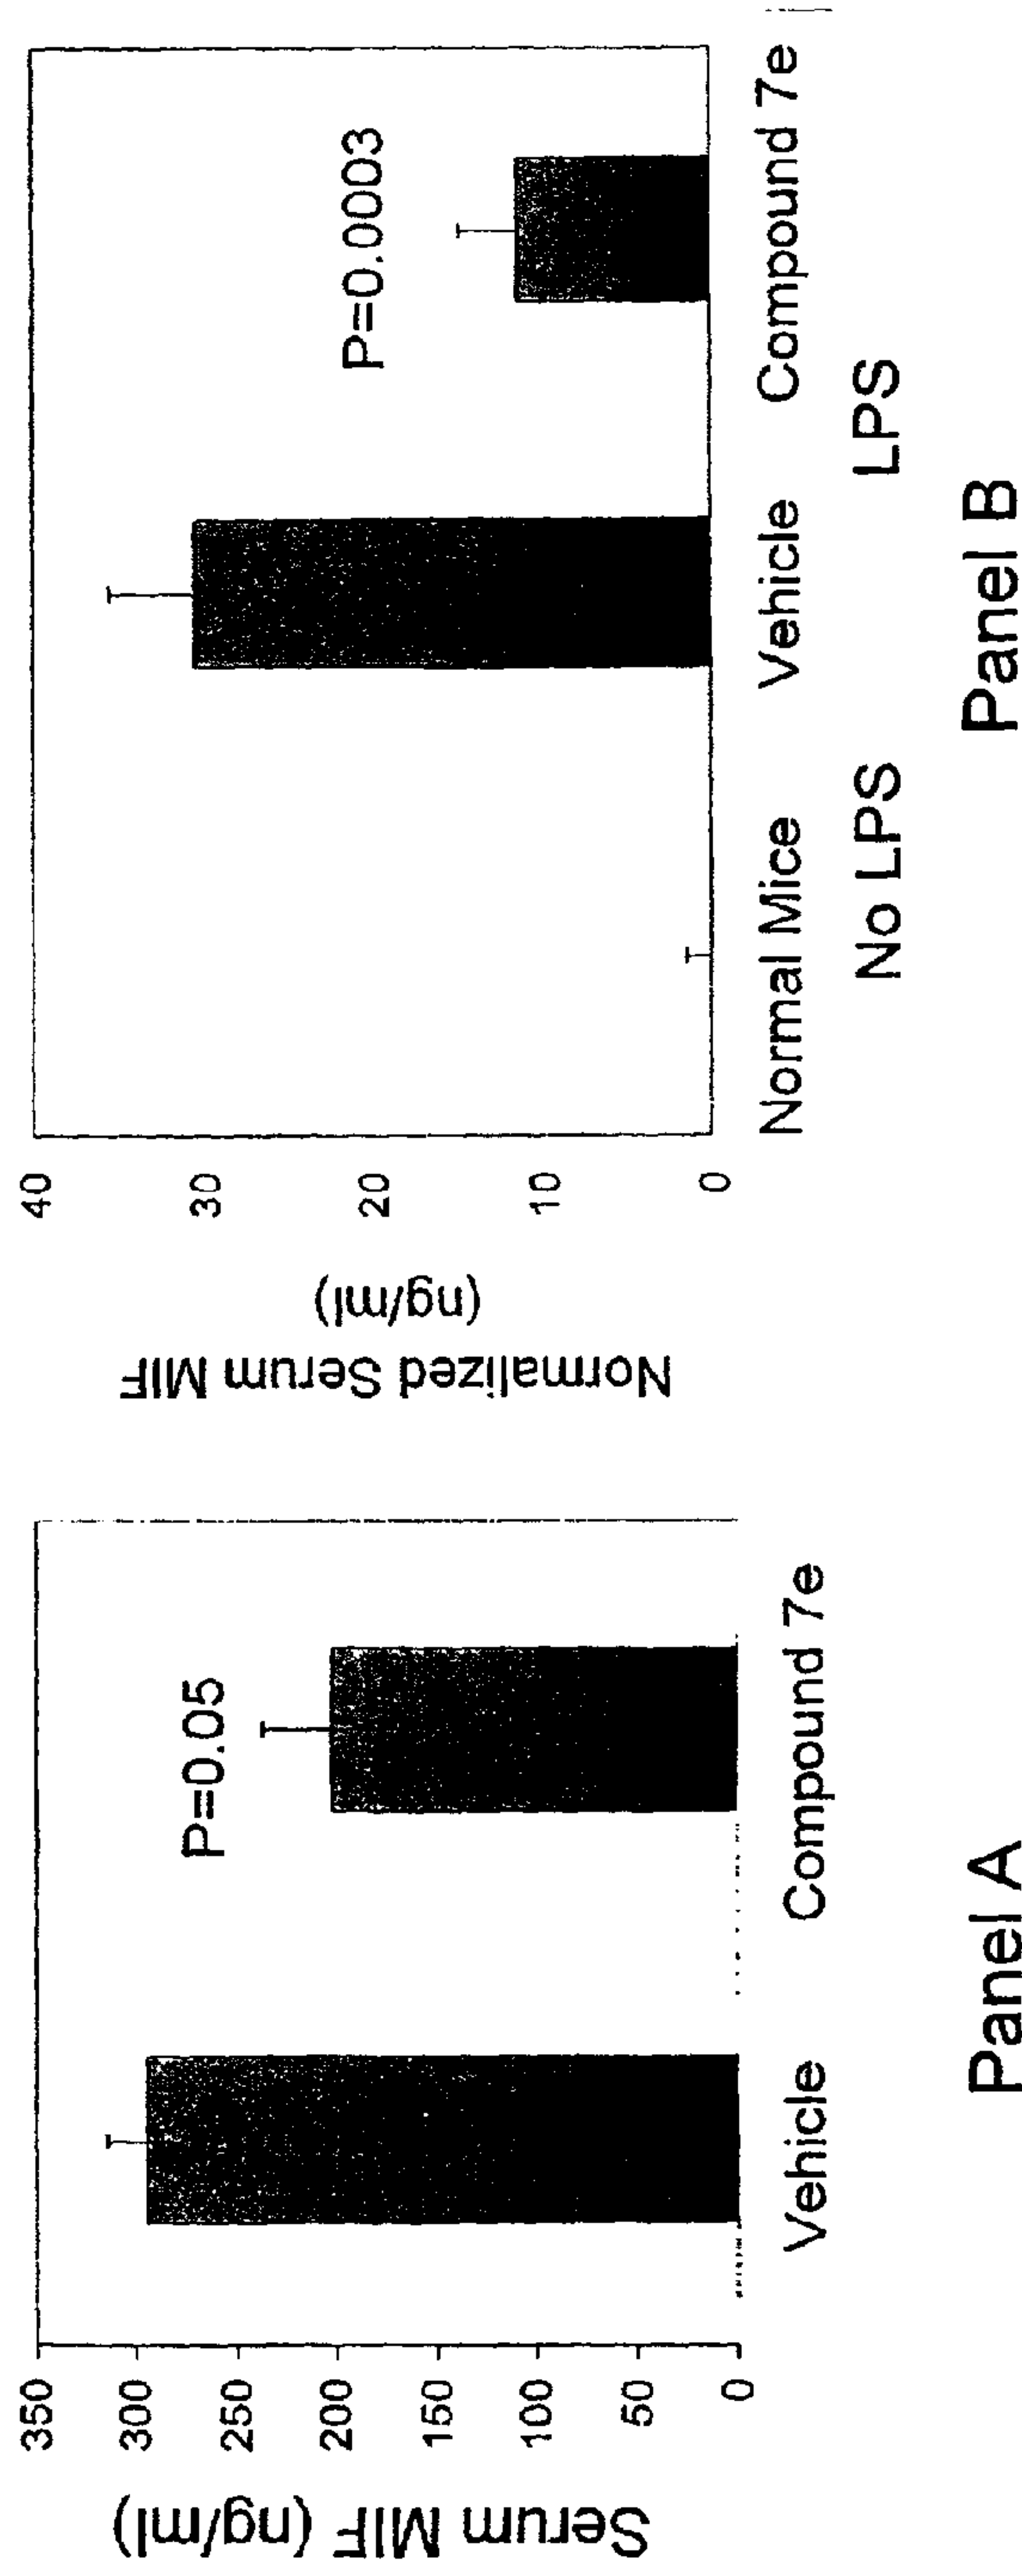 Serum MIF (ng/ml)
350
300
250
200
150
100
50
0
P=0.05
Vehicle
Compound 7e
Panel A
Normalized Serum MIF
(ng/ml)
40
30
20
10
0
P=0.0003
Normal Mice
Vehicle
Compound 7e
No LPS
LPS
Panel B